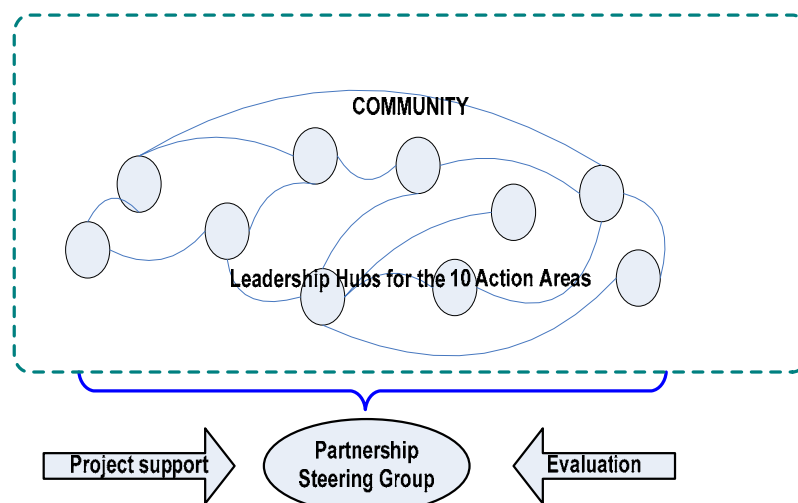 COMMUNITY
Leadership Hubs for the 10 Action Areas
Project support
Partnership
Steering Group
Evaluation